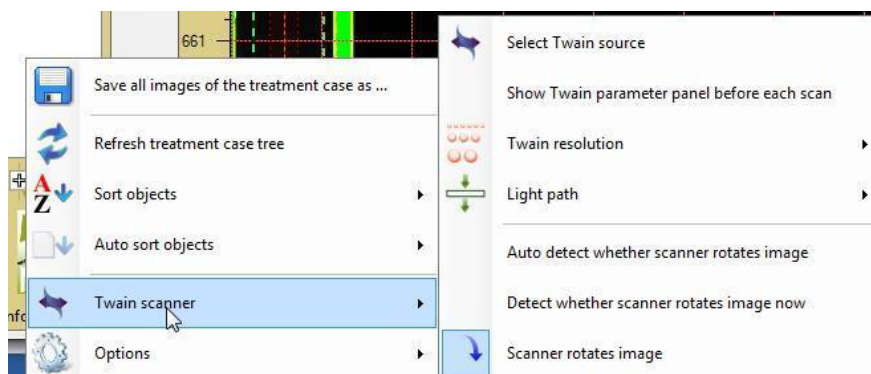 661
Save all images of the treatment case as ...
Refresh treatment case tree
Sort objects
Auto sort objects
Twain scanner
Options
Select Twain source
Show Twain parameter panel before each scan
Twain resolution
Light path
Auto detect whether scanner rotates image
Detect whether scanner rotates image now
Scanner rotates image